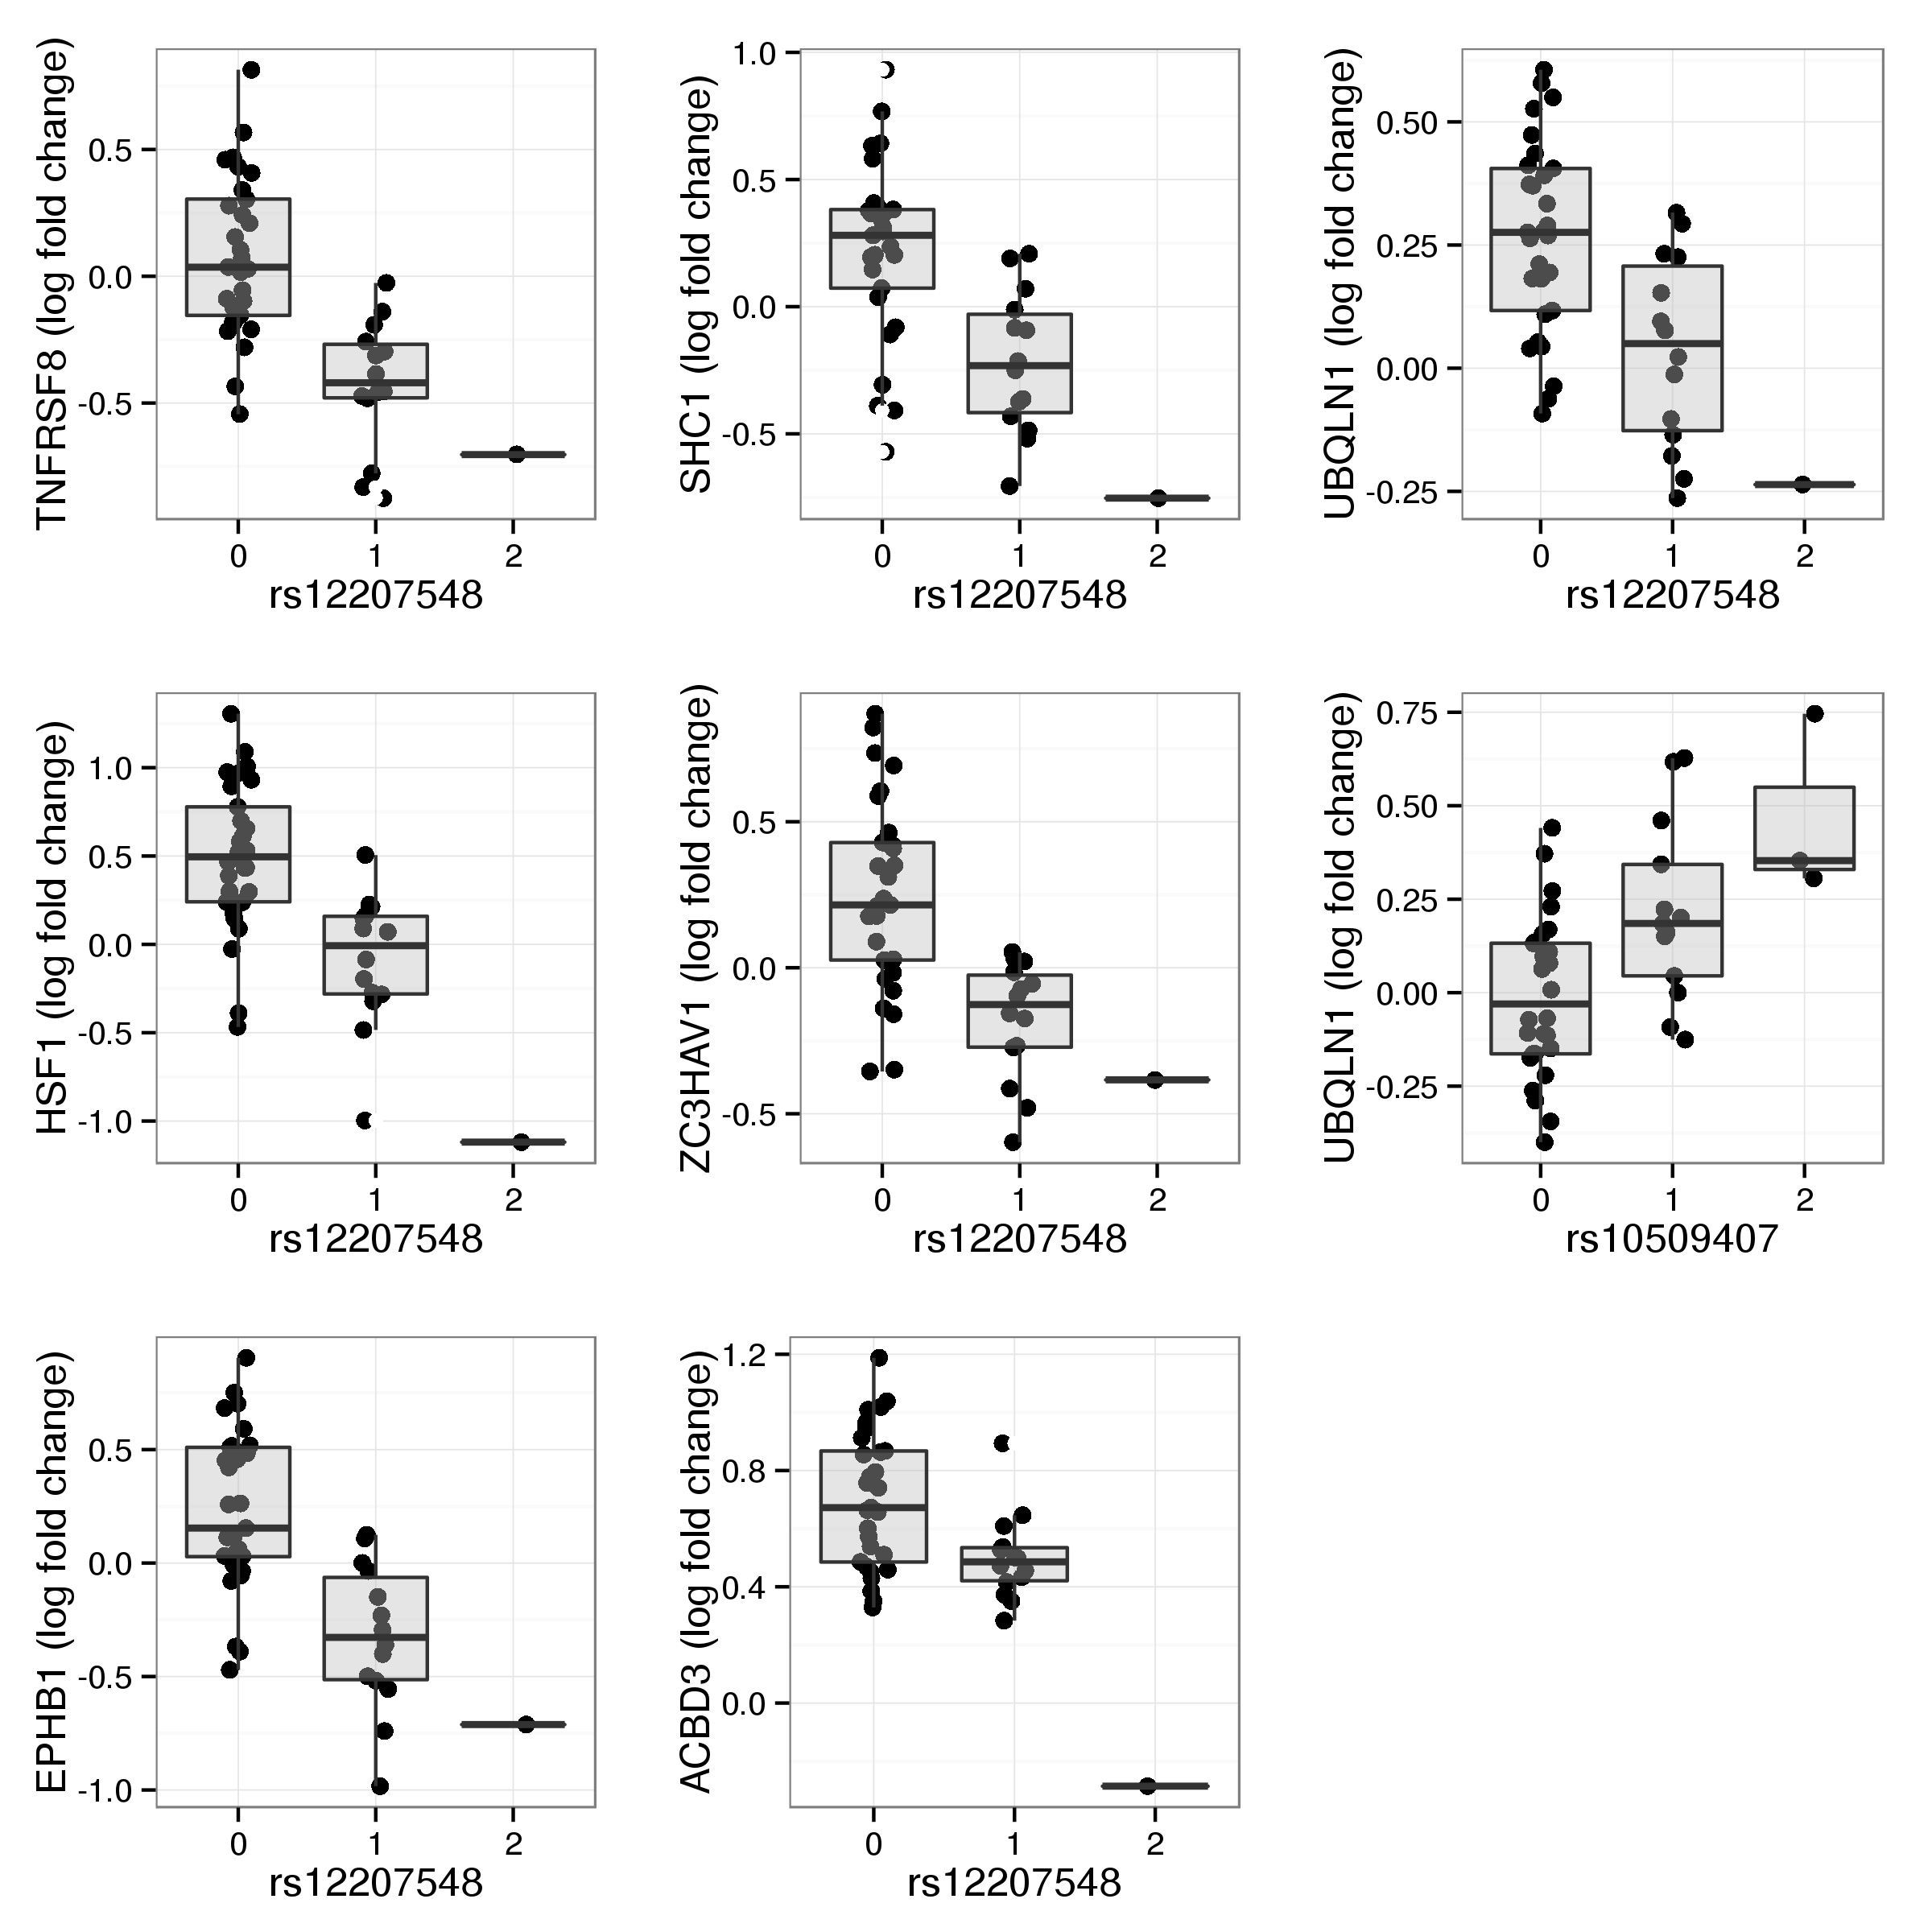 TNFRSF8 (log fold change)
0.5
0.0
-0.5
0 1 2
rs12207548
SHC1 (log fold change)
1.0
0.5
0.0
-0.5
0 1 2
rs12207548
UBQLN1 (log fold change)
0.50
0.25
0.00
-0.25
0 1 2
rs12207548
HSF1 (log fold change)
1.0
0.5
0.0
-0.5
-1.0
0 1 2
rs12207548
ZC3HAV1 (log fold change)
0.5
0.0
-0.5
0 1 2
rs12207548
UBQLN1 (log fold change)
0.75
0.50
0.25
0.00
-0.25
0 1 2
rs10509407
EPHB1 (log fold change)
0.5
0.0
-0.5
-1.0
0 1 2
rs12207548
ACBD3 (log fold change)
1.2
0.8
0.4
0.0
0 1 2
rs12207548